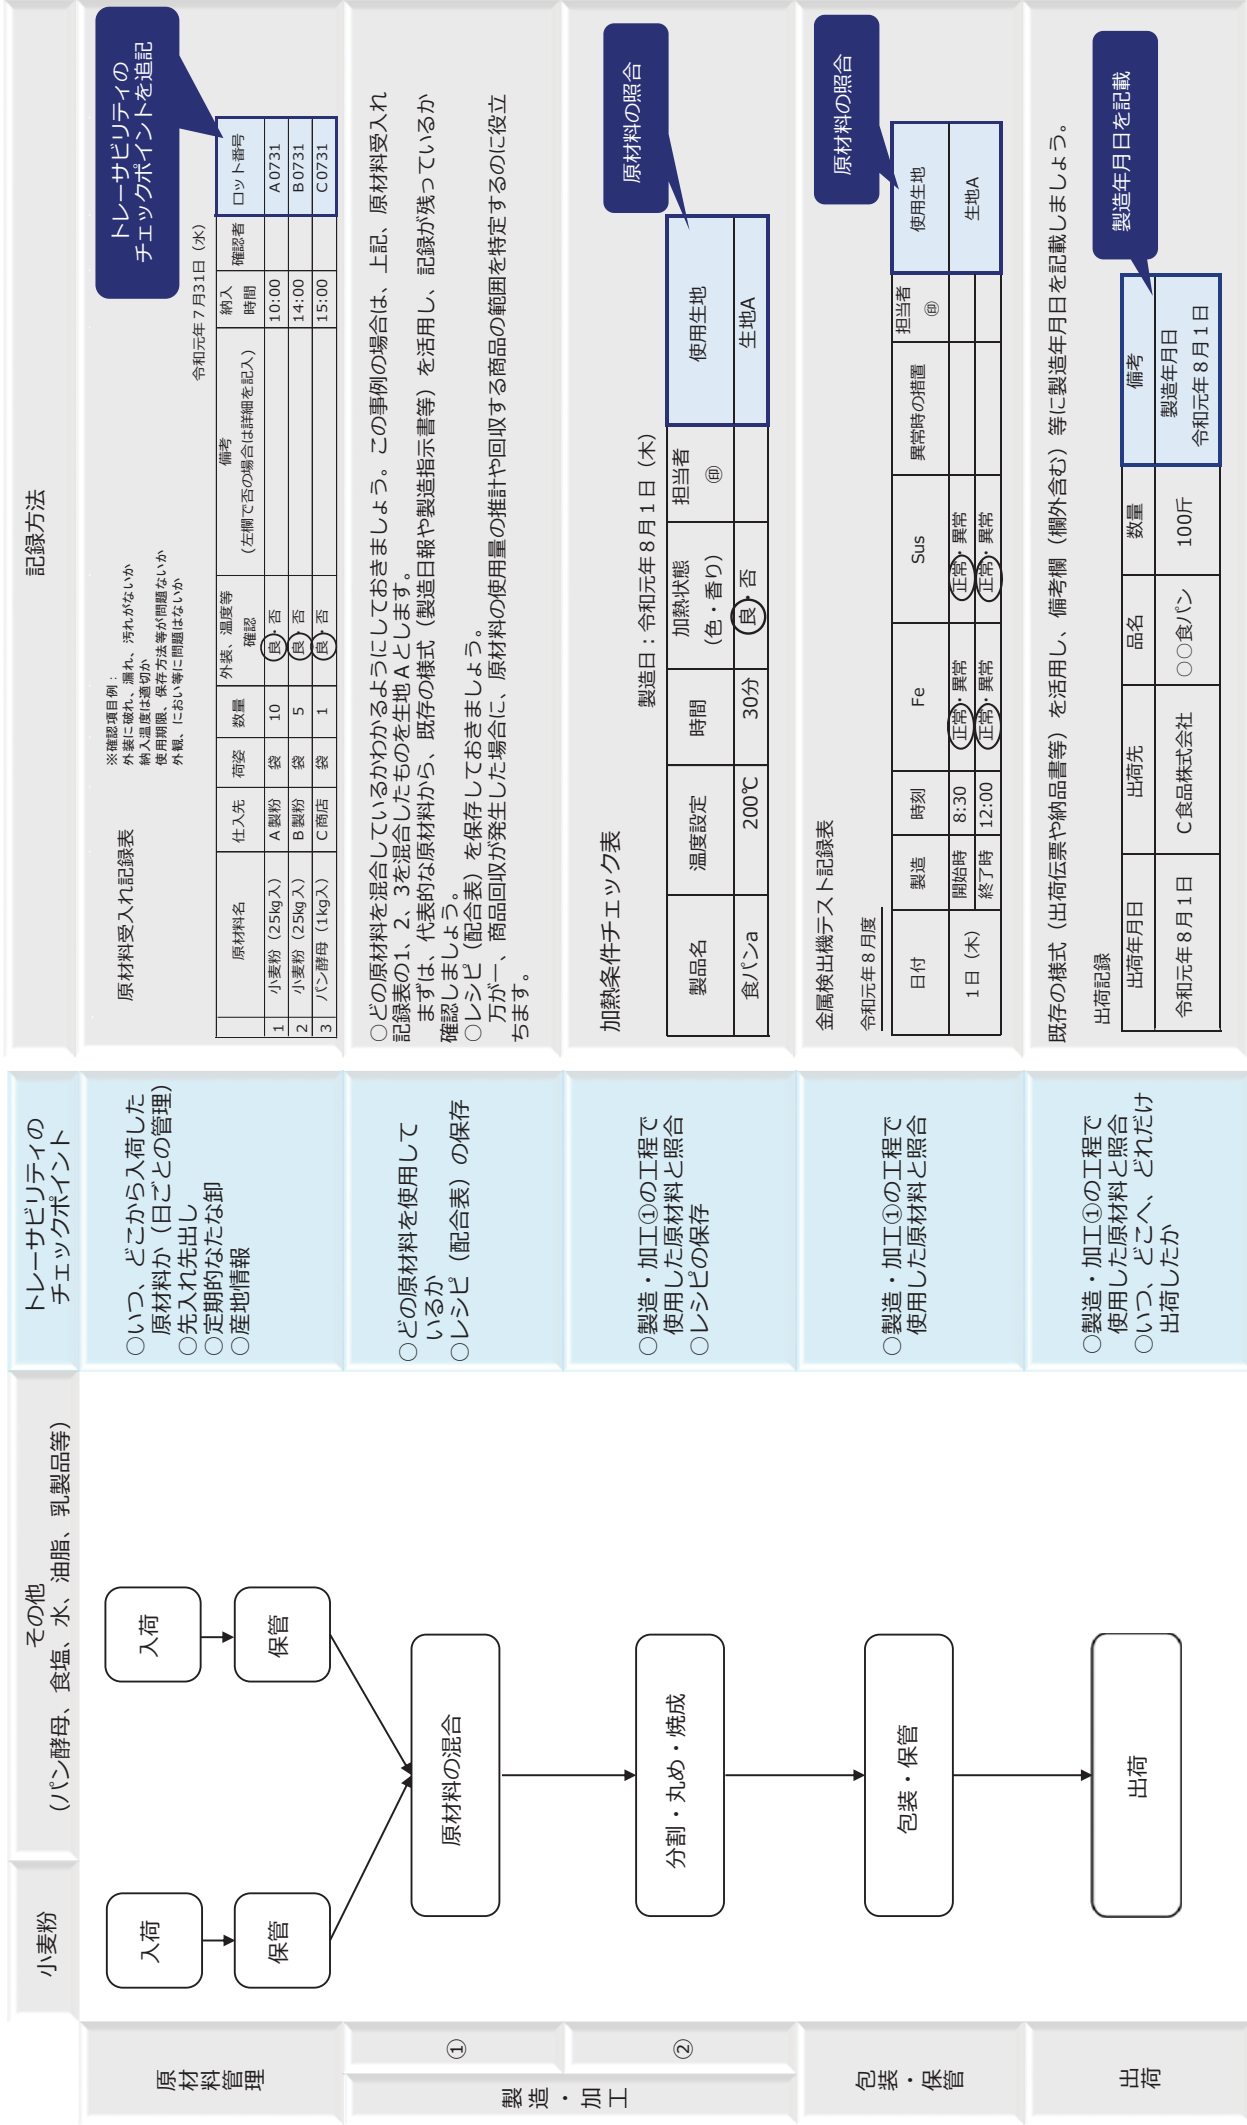 小麦粉
その他
（パン酵母、食塩、水、油脂、乳製品等）
トレーサビリティの
チェックポイント
記録方法
原材料管理
入荷
保管
入荷
保管
○いつ、どこから入荷した
原材料か（日ごとの管理）
○先入れ先出し
○定期的なたな卸
○産地情報
トレーサビリティの
チェックポイントを追記
※確認項目例：
外装に破れ、漏れ、汚れがないか
納入温度は適切か
使用期限、保存方法等が問題ないか
外観、におい等に問題はないか
原材料受入れ記録表
令和元年７月31日（水）
原材料名 仕入先 荷姿 数量 外装、温度等確認 備考（左欄で否の場合は詳細を記入） 納入時間 確認者 ロット番号
1 小麦粉（25kg入） A製粉 袋 10 良・否 10:00 A0731
2 小麦粉（25kg入） B製粉 袋 5 良・否 14:00 B0731
3 パン酵母（1kg入） C商店 袋 1 良・否 15:00 C0731
製造・加工
①
原材料の混合
○どの原材料を使用して
いるか
○レシピ（配合表）の保存
○どの原材料を混合しているかわかるようにしておきましょう。この事例の場合は、上記、原材料受入れ
記録表の1、2、3を混合したものを生地Aとします。
まずは、代表的な原材料から、既存の様式（製造日報や製造指示書等）を活用し、記録が残っているか
確認しましょう。
○レシピ（配合表）を保存しておきましょう。
万が一、商品回収が発生した場合に、原材料の使用量の推計や回収する商品の範囲を特定するのに役立
ちます。
②
分割・丸め・焼成
○製造・加工①の工程で
使用した原材料と照合
○レシピの保存
原材料の照合
加熱条件チェック表
製造日：令和元年８月１日（木）
製品名 温度設定 時間 加熱状態（色・香り） 担当者㊞ 使用生地
食パンa 200℃ 30分 良・否 生地A
包装・保管
包装・保管
○製造・加工①の工程で
使用した原材料と照合
原材料の照合
金属検出機テスト記録表
令和元年８月度
日付 製造 時刻 Fe Sus 異常時の措置 担当者㊞ 使用生地
１日（木） 開始時 8:30 正常・異常 正常・異常 生地A
終了時 12:00 正常・異常 正常・異常
出荷
出荷
○製造・加工①の工程で
使用した原材料と照合
○いつ、どこへ、どれだけ
出荷したか
既存の様式（出荷伝票や納品書等）を活用し、備考欄（欄外含む）等に製造年月日を記載しましょう。
製造年月日を記載
出荷記録
出荷年月日 出荷先 品名 数量 備考
令和元年８月１日 C食品株式会社 ○○食パン 100斤 製造年月日
令和元年８月１日